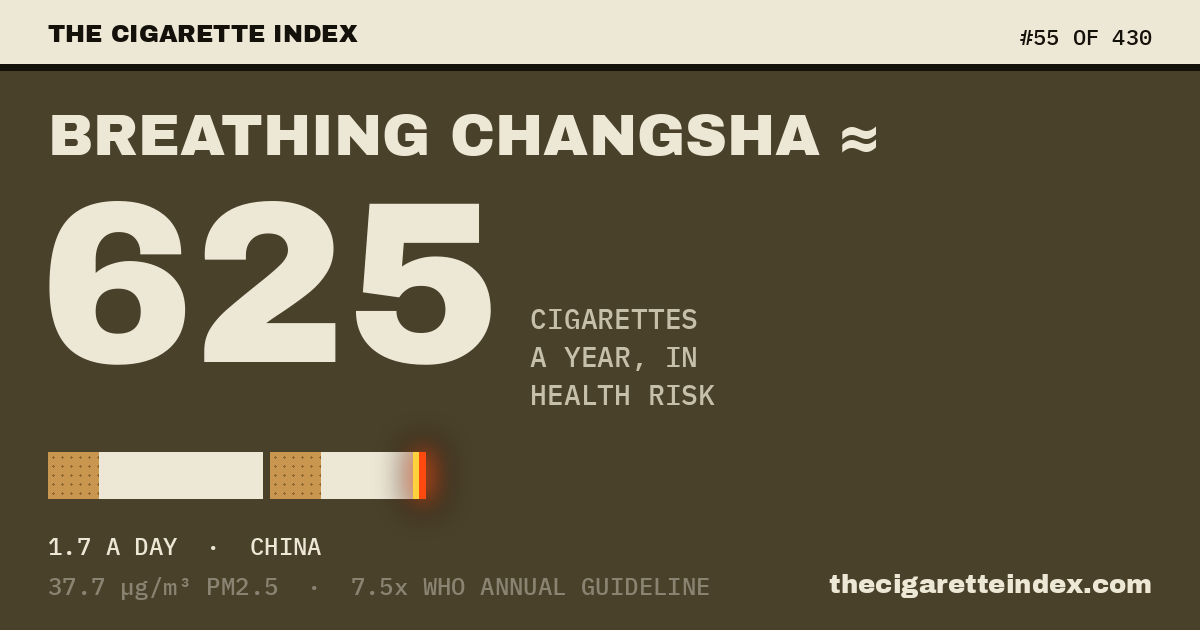 THE CIGARETTE INDEX
#55 OF 430
BREATHING CHANGSHA ≈
625
CIGARETTES
A YEAR, IN
HEALTH RISK
1.7 A DAY · CHINA
37.7 µg/m³ PM2.5 · 7.5x WHO ANNUAL GUIDELINE
thecigaretteindex.com